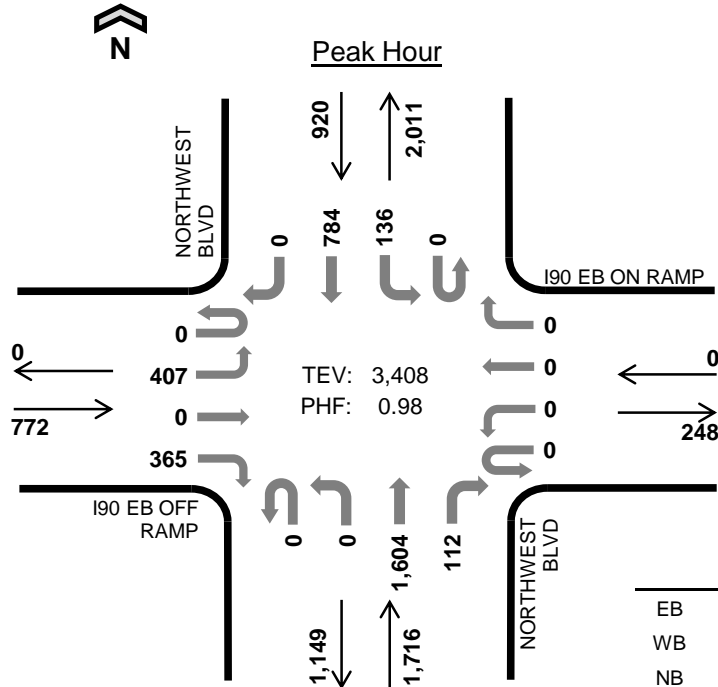 N
Peak Hour
920
2,011
NORTHWEST
BLVD
0
784
136
0
I90 EB ON RAMP
0
0
0
407
0
365
772
TEV: 3,408
PHF: 0.98
0
0
0
0
0
248
I90 EB OFF
RAMP
0
0
1,604
112
NORTHWEST
BLVD
1,149
1,716
EB
WB
NB